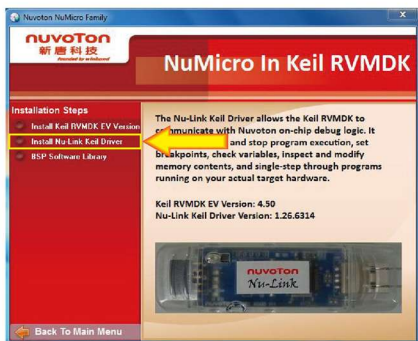 Nuvoton NuMicro Family
nuvoTon
新唐科技
NuMicro In Keil RVMDK
Installation Steps
Install Keil RVMDK EV Version
Install Nu-Link Keil Driver
BSP Software Library
The Nu-Link Keil Driver allows the Keil RVMDK to
communicate with Nuvoton on-chip debug logic. It
and stop program execution, set
breakpoints, check variables, inspect and modify
memory contents, and single-step through programs
running on your actual target hardware.
Keil RVMDK EV Version: 4.50
Nu-Link Keil Driver Version: 1.26.6314
nuvoTon
Nu-Link
Back To Main Menu